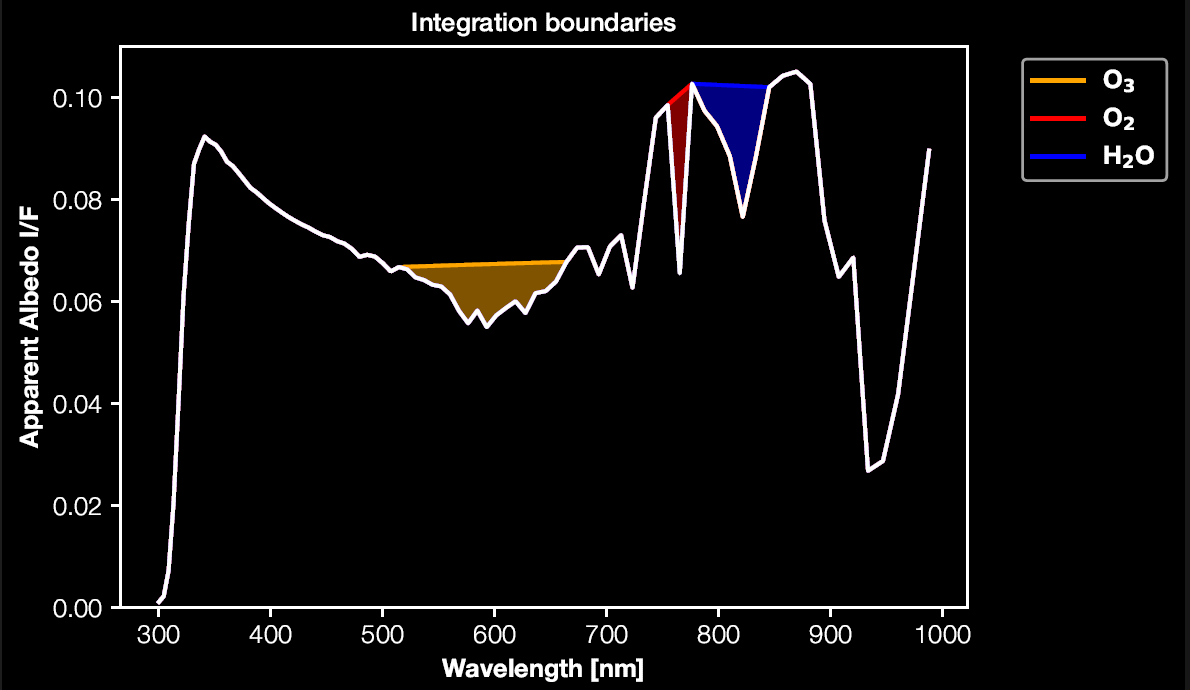 Integration boundaries
O₃
O₂
H₂O
Apparent Albedo I/F
0.10
0.08
0.06
0.04
0.02
0.00
300 400 500 600 700 800 900 1000
Wavelength [nm]